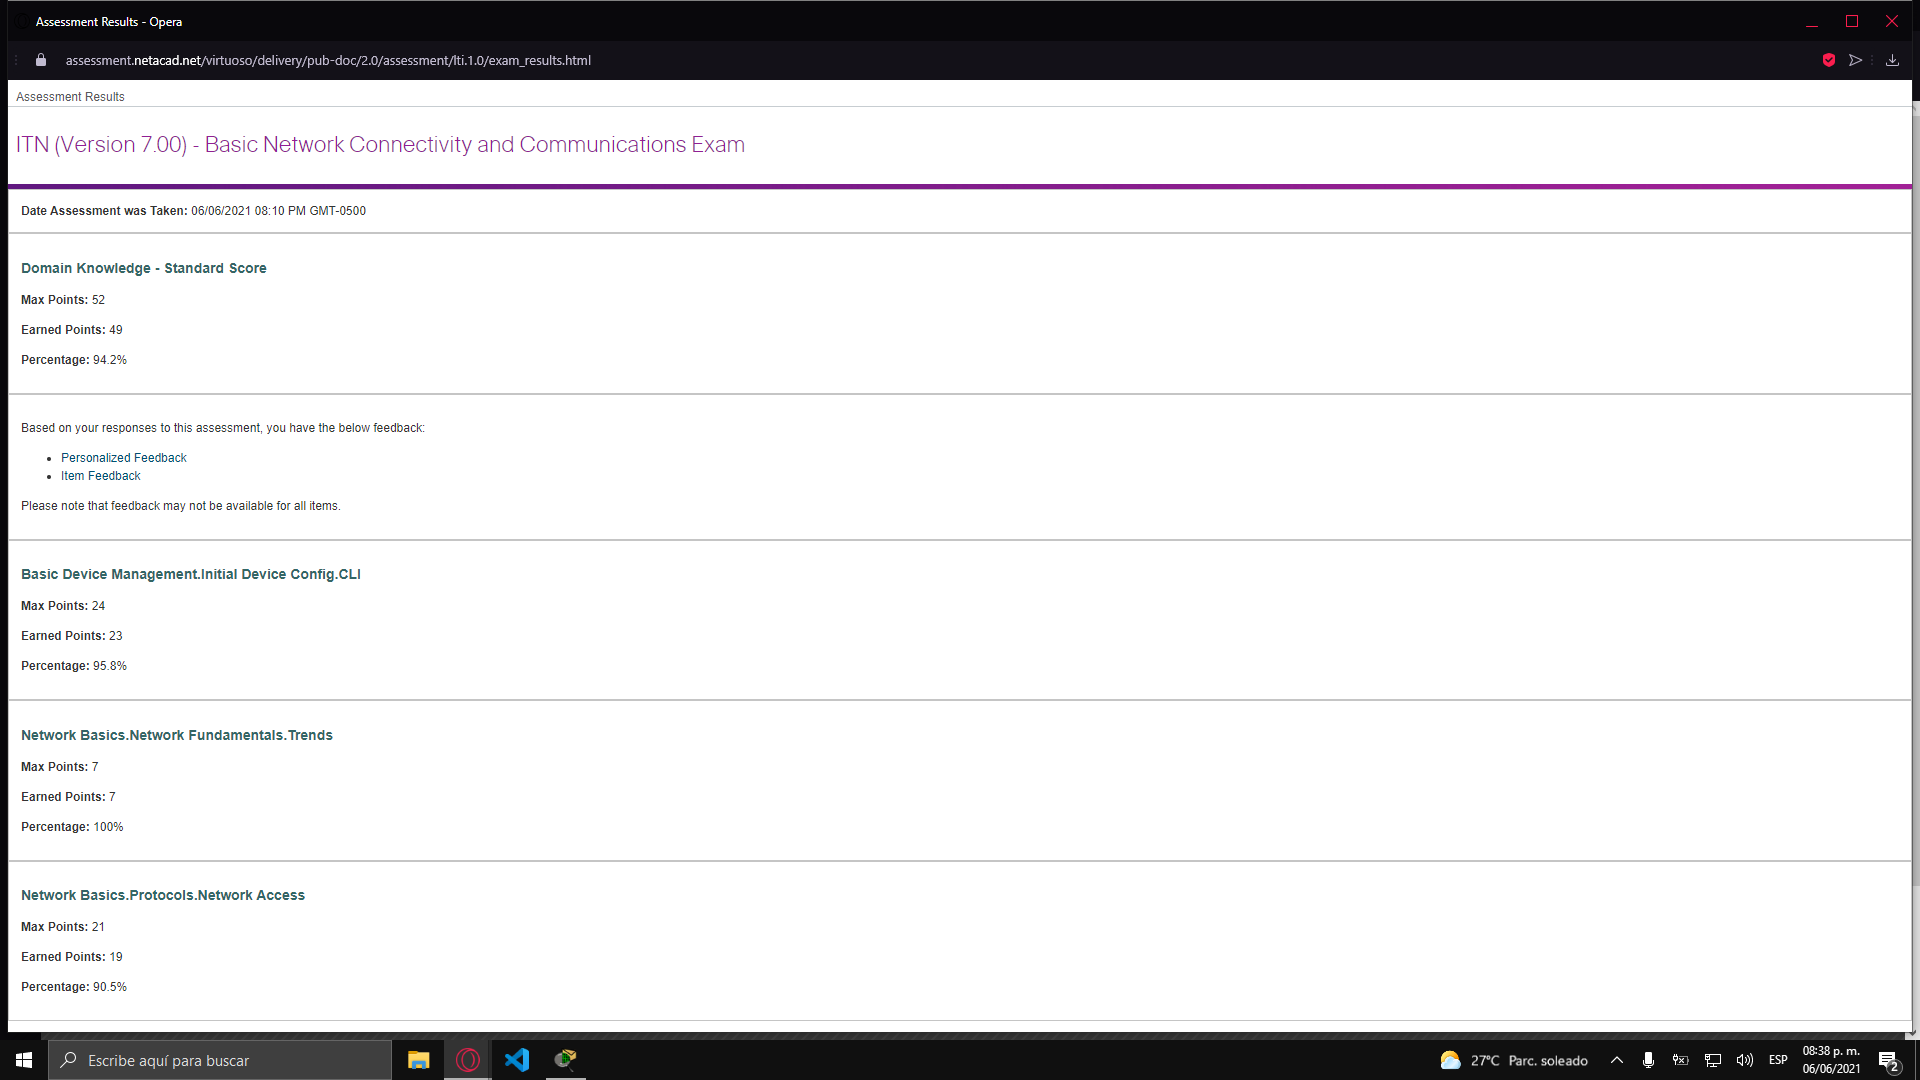 Assessment Results - Opera
assessment.netacad.net/virtuoso/delivery/pub-doc/2.0/assessment/lti.1.0/exam_results.html
Assessment Results
ITN (Version 7.00) - Basic Network Connectivity and Communications Exam
Date Assessment was Taken: 06/06/2021 08:10 PM GMT-0500
Domain Knowledge - Standard Score
Max Points: 52
Earned Points: 49
Percentage: 94.2%
Based on your responses to this assessment, you have the below feedback:
Personalized Feedback
Item Feedback
Please note that feedback may not be available for all items.
Basic Device Management.Initial Device Config.CLI
Max Points: 24
Earned Points: 23
Percentage: 95.8%
Network Basics.Network Fundamentals.Trends
Max Points: 7
Earned Points: 7
Percentage: 100%
Network Basics.Protocols.Network Access
Max Points: 21
Earned Points: 19
Percentage: 90.5%
Escribe aquí para buscar
27°C Parc. soleado
ESP
08:38 p. m.
06/06/2021
2